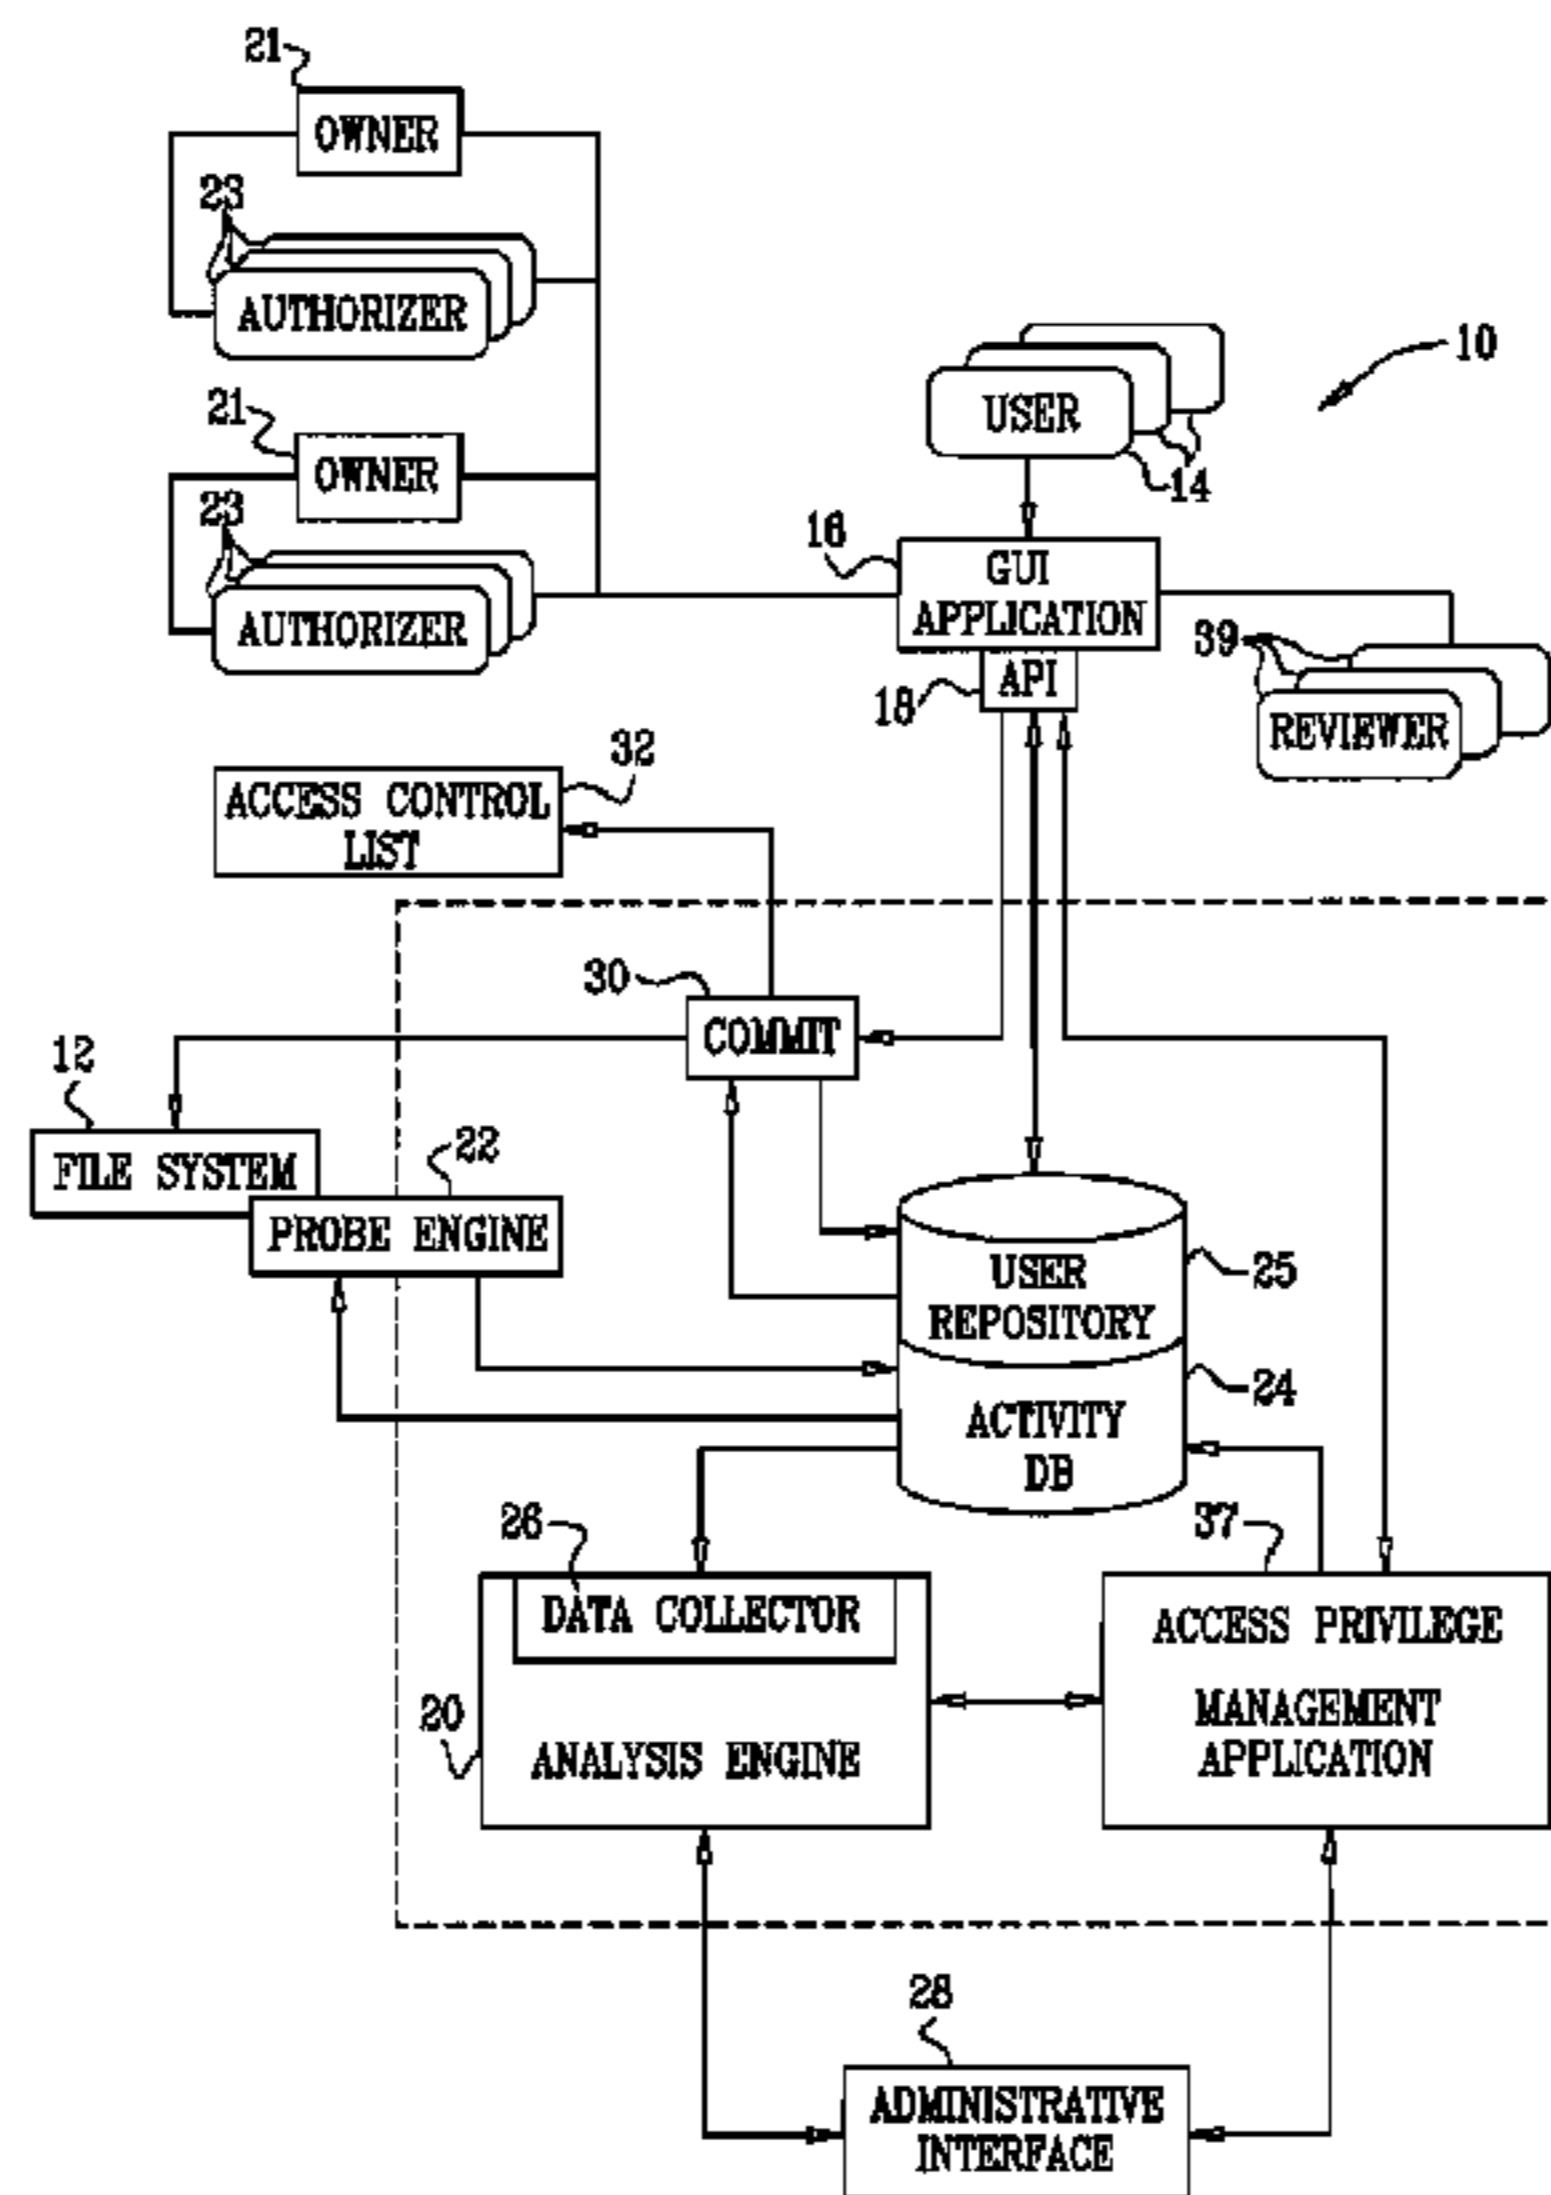 21
OWNER
23
AUTHORIZER
10
USER
21
OWNER
14
23
16
GUI
APPLICATION
AUTHORIZER
39
API
18
REVIEWER
32
ACCESS CONTROL
LIST
30
COMMIT
12
FILE SYSTEM
22
PROBE ENGINE
USER
REPOSITORY
25
24
ACTIVITY
DB
26
37
DATA COLLECTOR
ACCESS PRIVILEGE
MANAGEMENT
APPLICATION
20
ANALYSIS ENGINE
28
ADMINISTRATIVE
INTERFACE